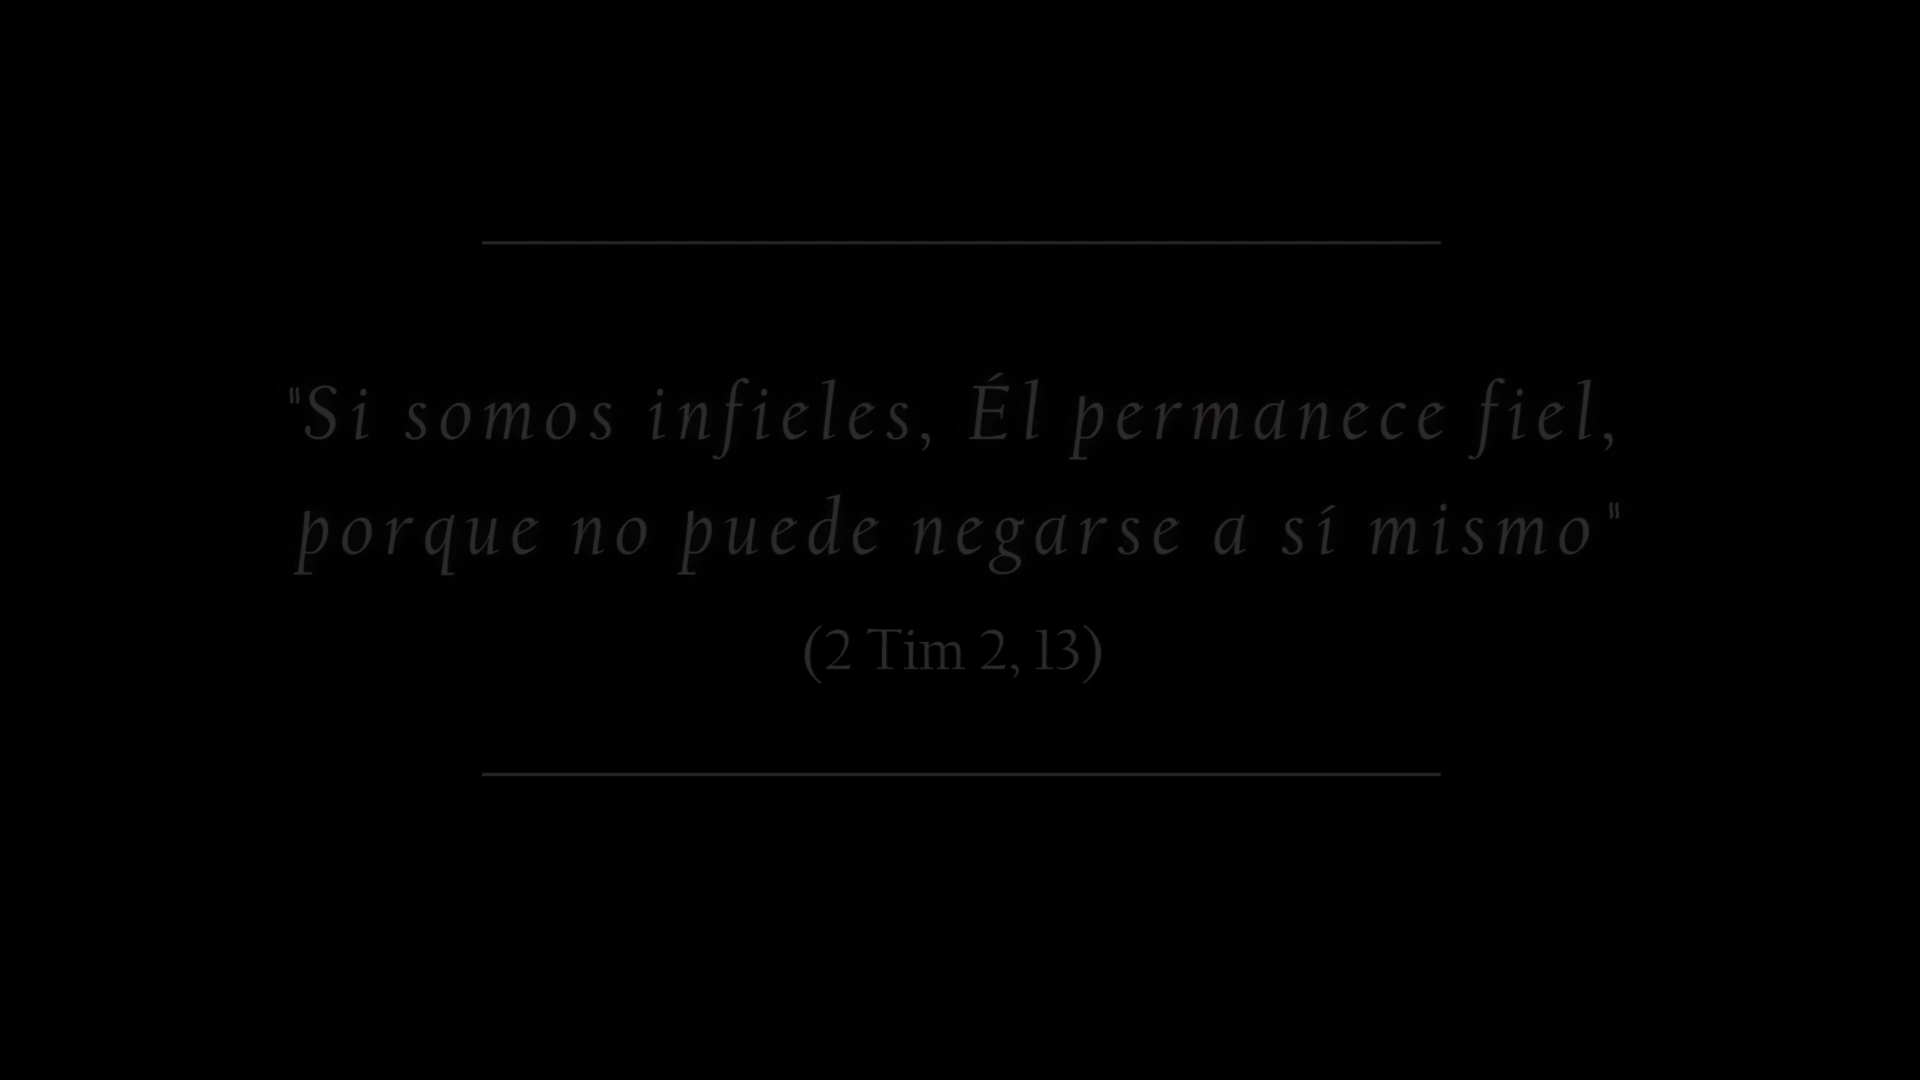 "Si somos infieles, Él permanece fiel,
porque no puede negarse a sí mismo"
(2 Tim 2, 13)